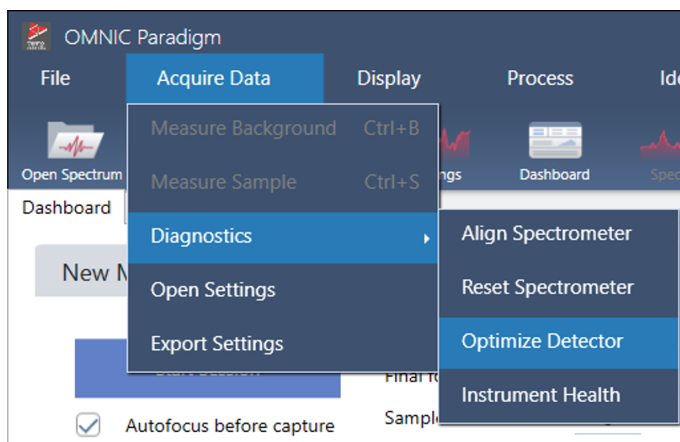 OMNIC Paradigm
File Acquire Data Display Process
Measure Background Ctrl+B
Measure Sample Ctrl+S
Open Spectrum Dashboard
Dashboard
Diagnostics
Align Spectrometer
New
Open Settings
Reset Spectrometer
Export Settings
Optimize Detector
Instrument Health
Autofocus before capture